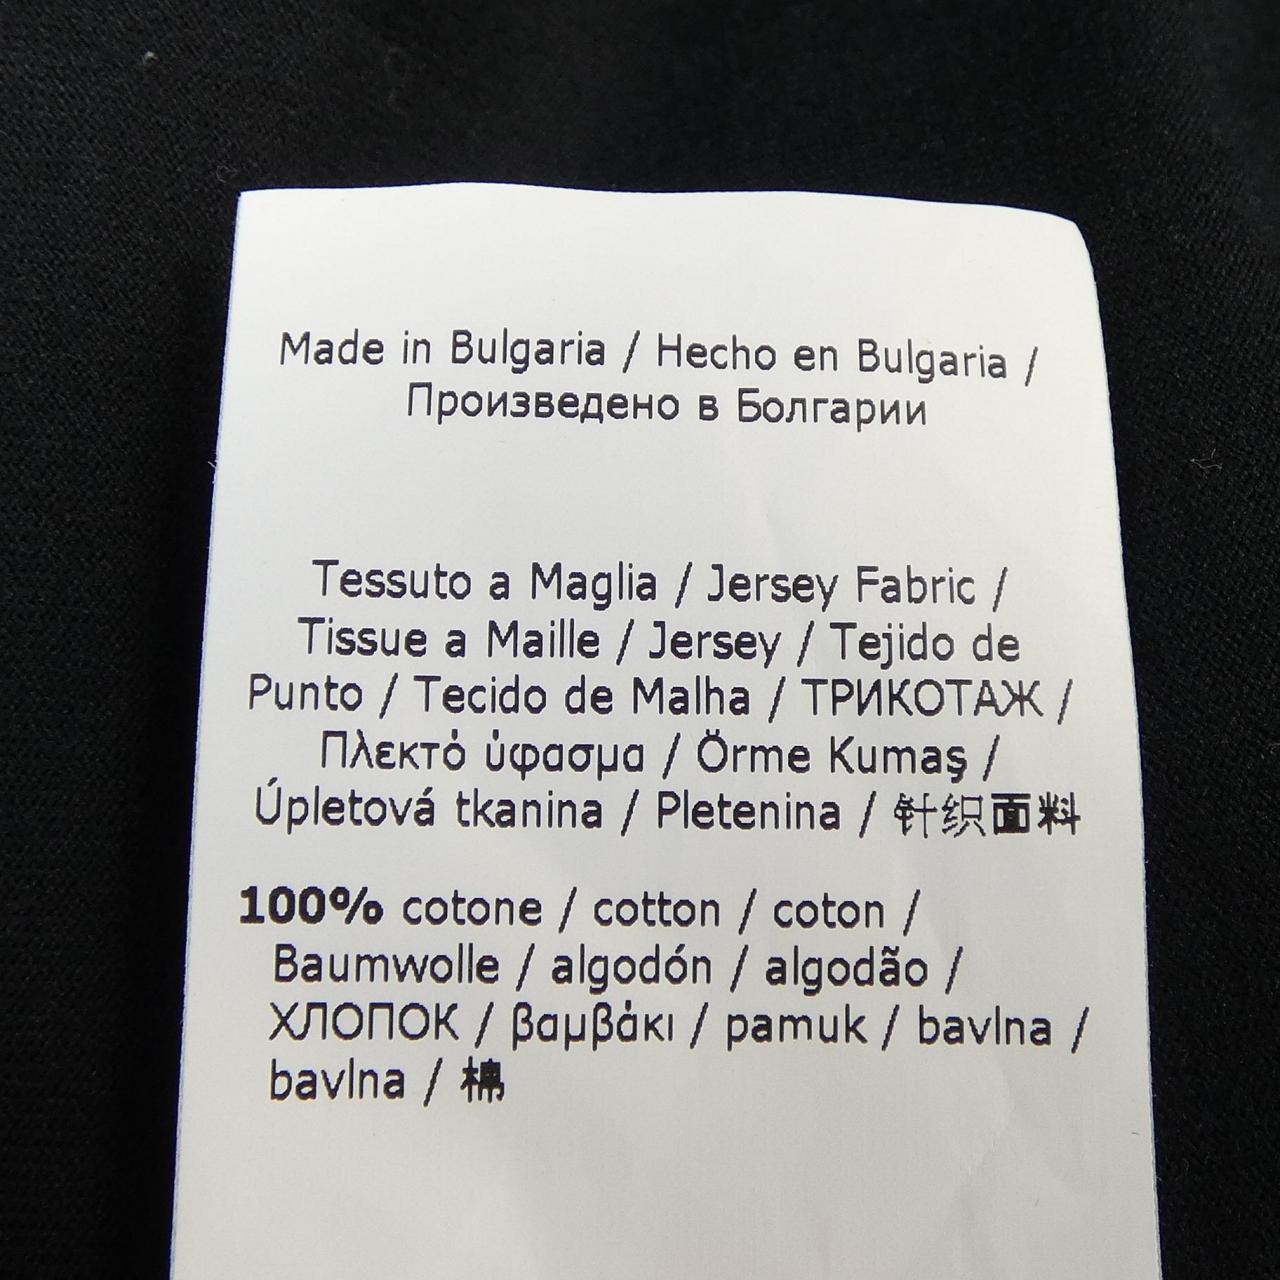 Made in Bulgaria / Hecho en Bulgaria /
Произведено в Болгарии
Tessuto a Maglia / Jersey Fabric /
Tissue a Maille / Jersey / Tejido de
Punto / Tecido de Malha / ТРИКОТАЖ /
Πλεκτό ύφασμα / Örme Kumaş /
Úpletová tkanina / Pletenina / 针织面料
100% cotone / cotton / coton /
Baumwolle / algodón / algodão /
ХЛОПОК / βαμβάκι / pamuk / bavlna /
bavlna / 棉